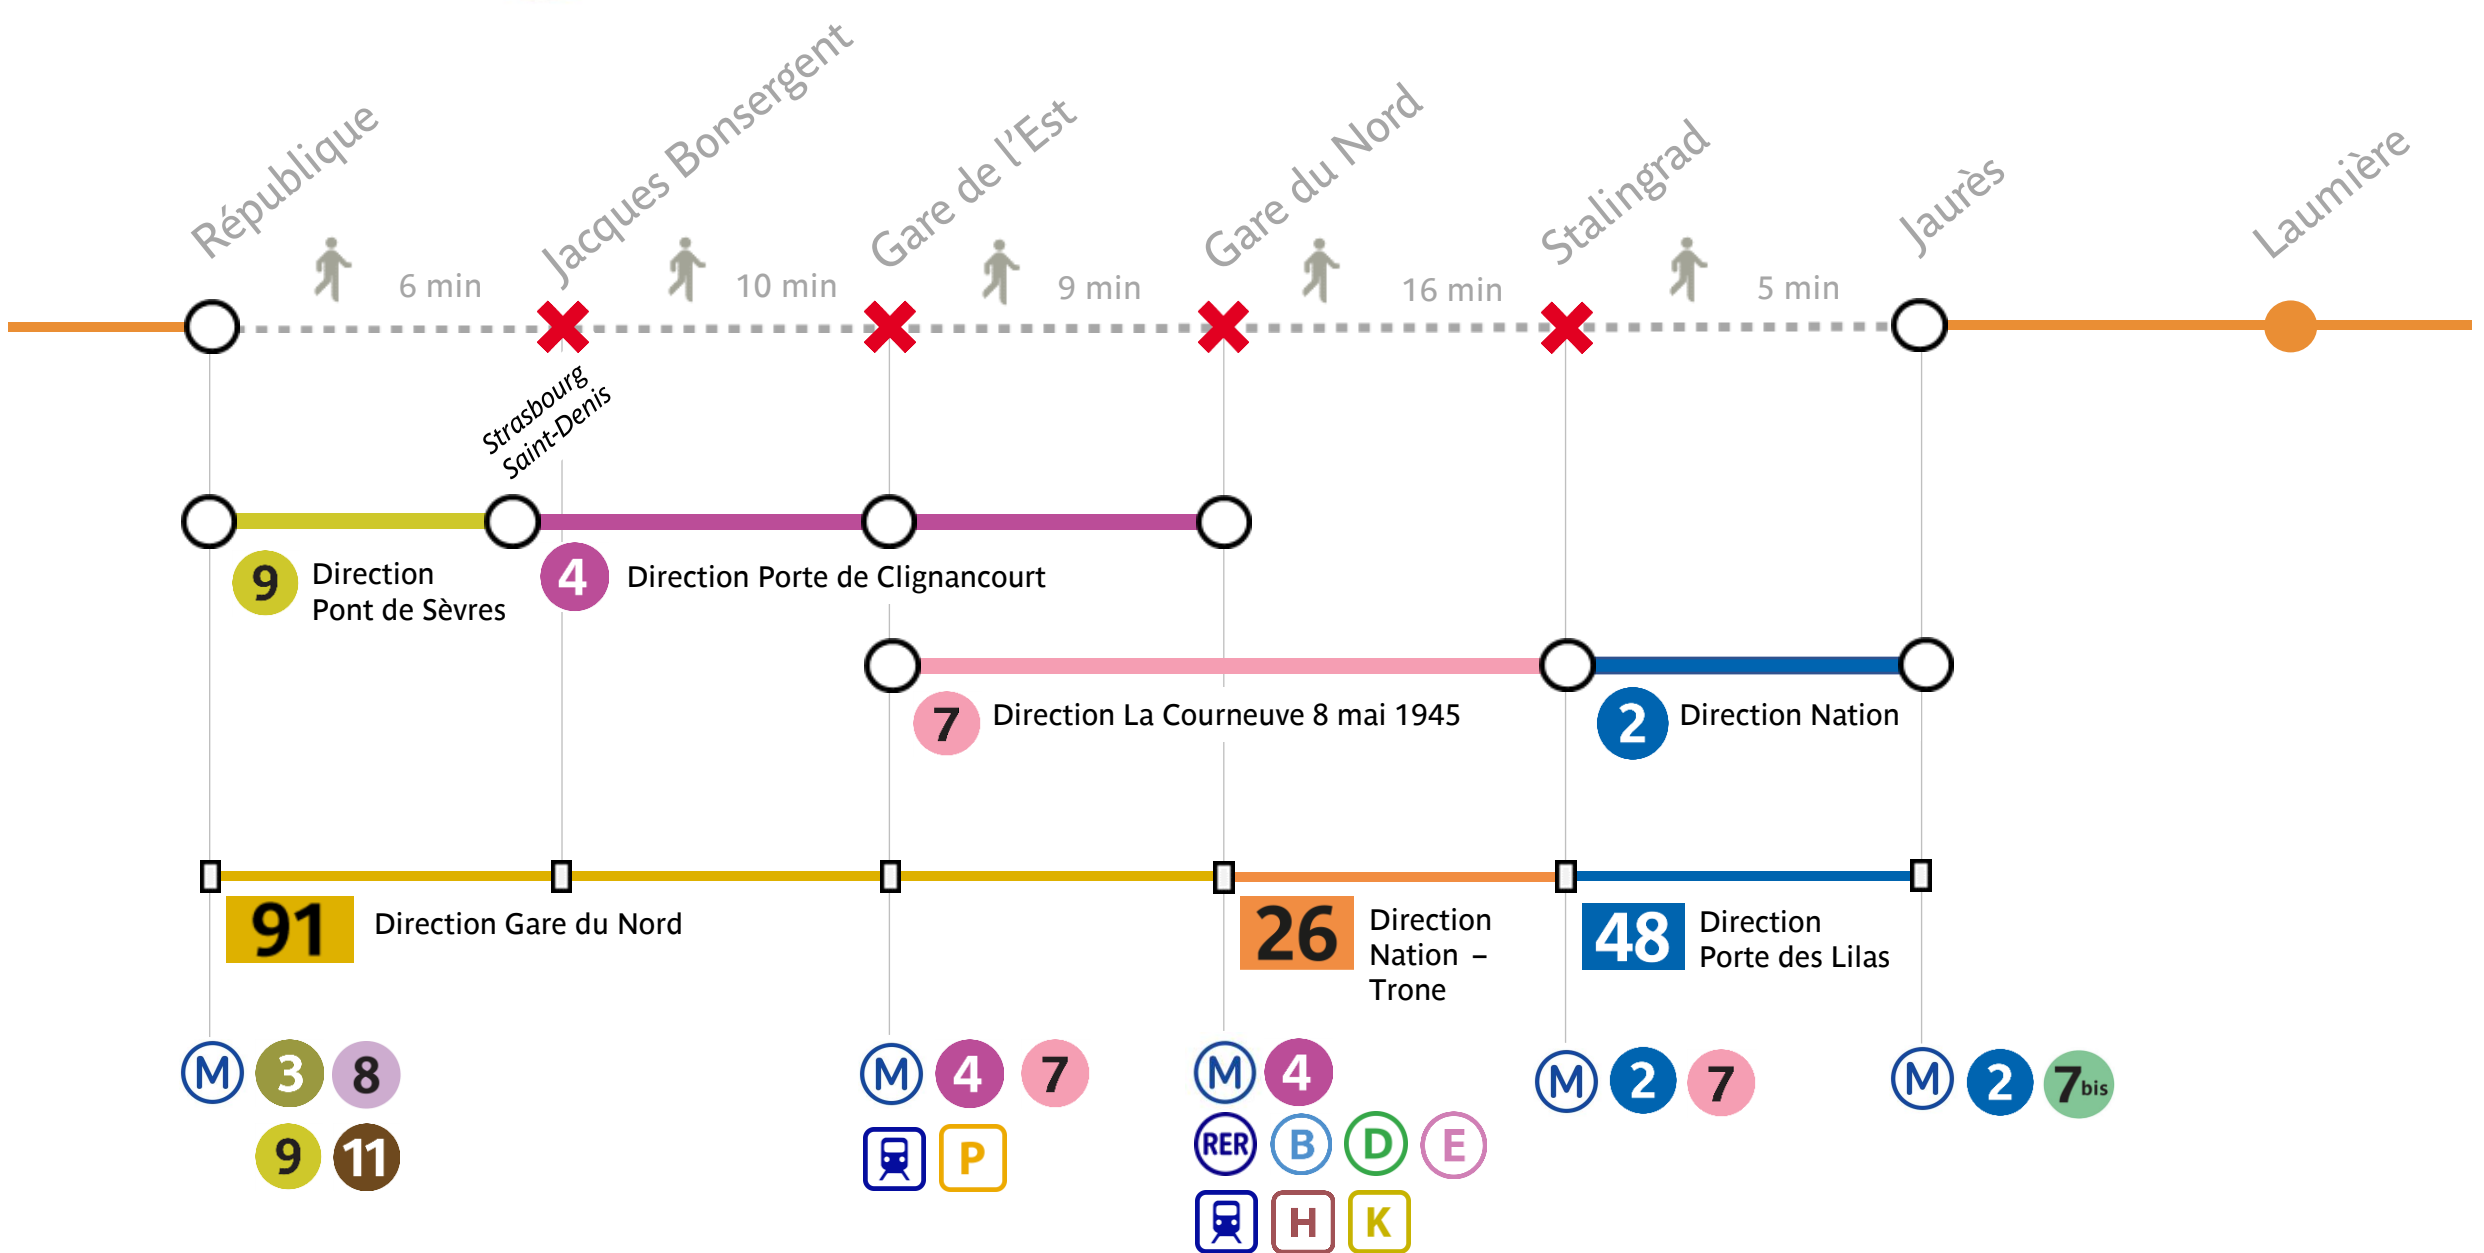 République
Jacques Bonsergent
Gare de l'Est
Gare du Nord
Stalingrad
Jaurès
Laumière
6 min
10 min
9 min
16 min
5 min
Strasbourg
Saint-Denis
9
Direction
Pont de Sèvres
4
Direction Porte de Clignancourt
7
Direction La Courneuve 8 mai 1945
2
Direction Nation
91
Direction Gare du Nord
26
Direction
Nation –
Trone
48
Direction
Porte des Lilas
M 3 8
9 11
M 4 7
P
M 4
RER B D E
H K
M 2 7
M 2 7bis